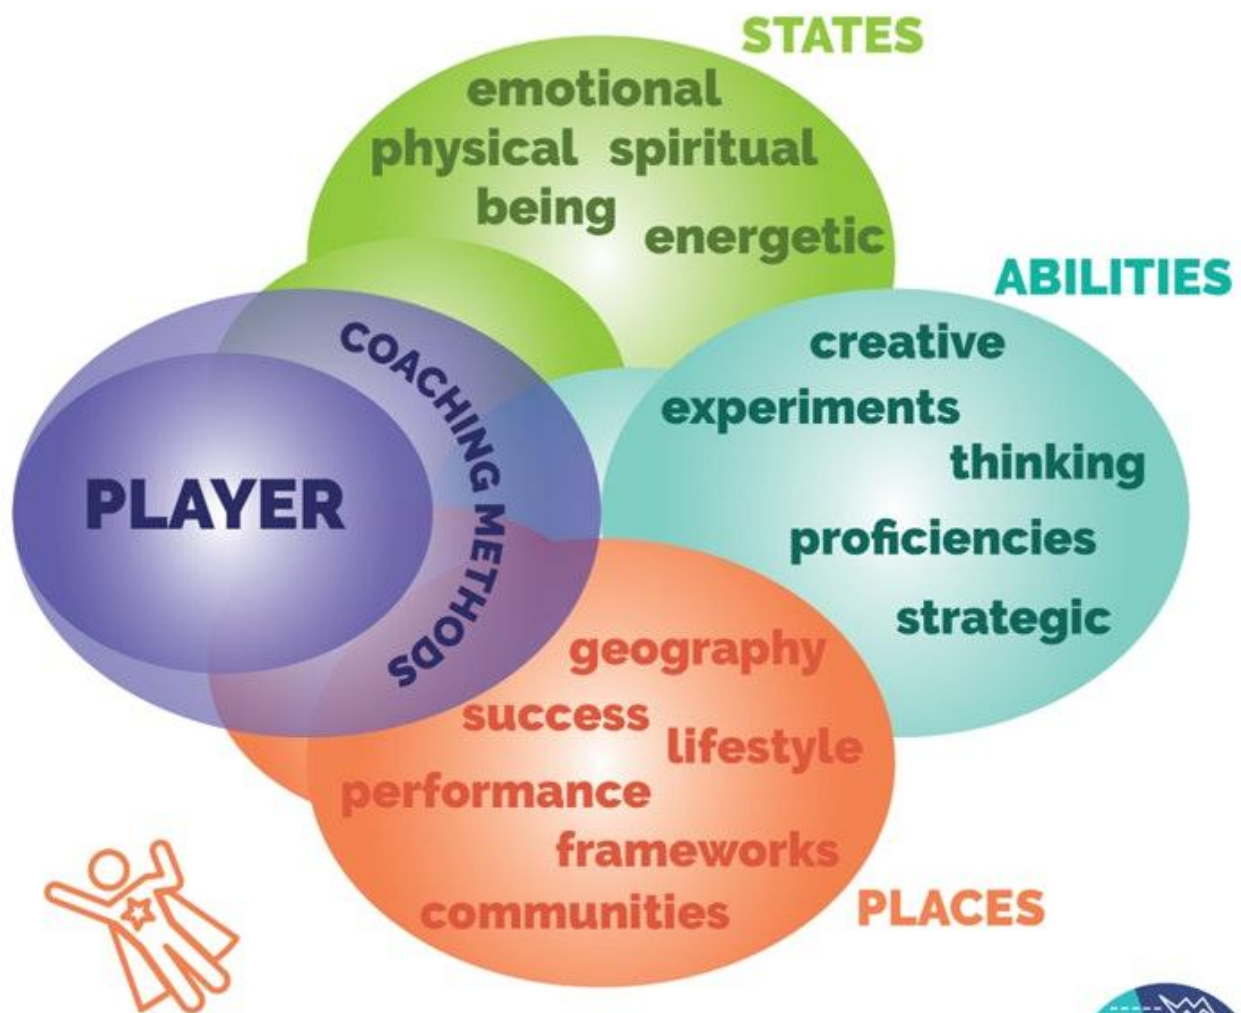 STATES
emotional
physical spiritual
being
energetic
ABILITIES
creative
experiments
thinking
proficiencies
strategic
COACHING METHODS
PLAYER
geography
success
lifestyle
performance
frameworks
communities
PLACES